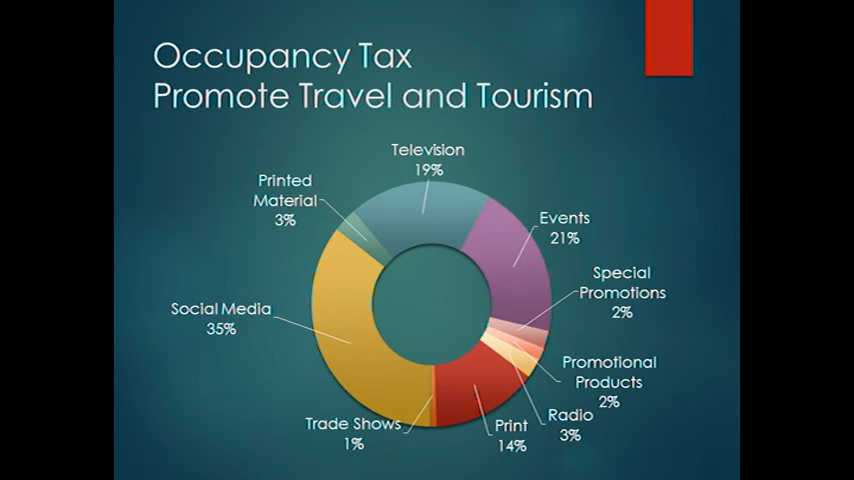 Occupancy Tax
Promote Travel and Tourism
Television
19%
Printed
Material
3%
Events
21%
Special
Promotions
2%
Social Media
35%
Promotional
Products
2%
Radio
3%
Trade Shows
1%
Print
14%